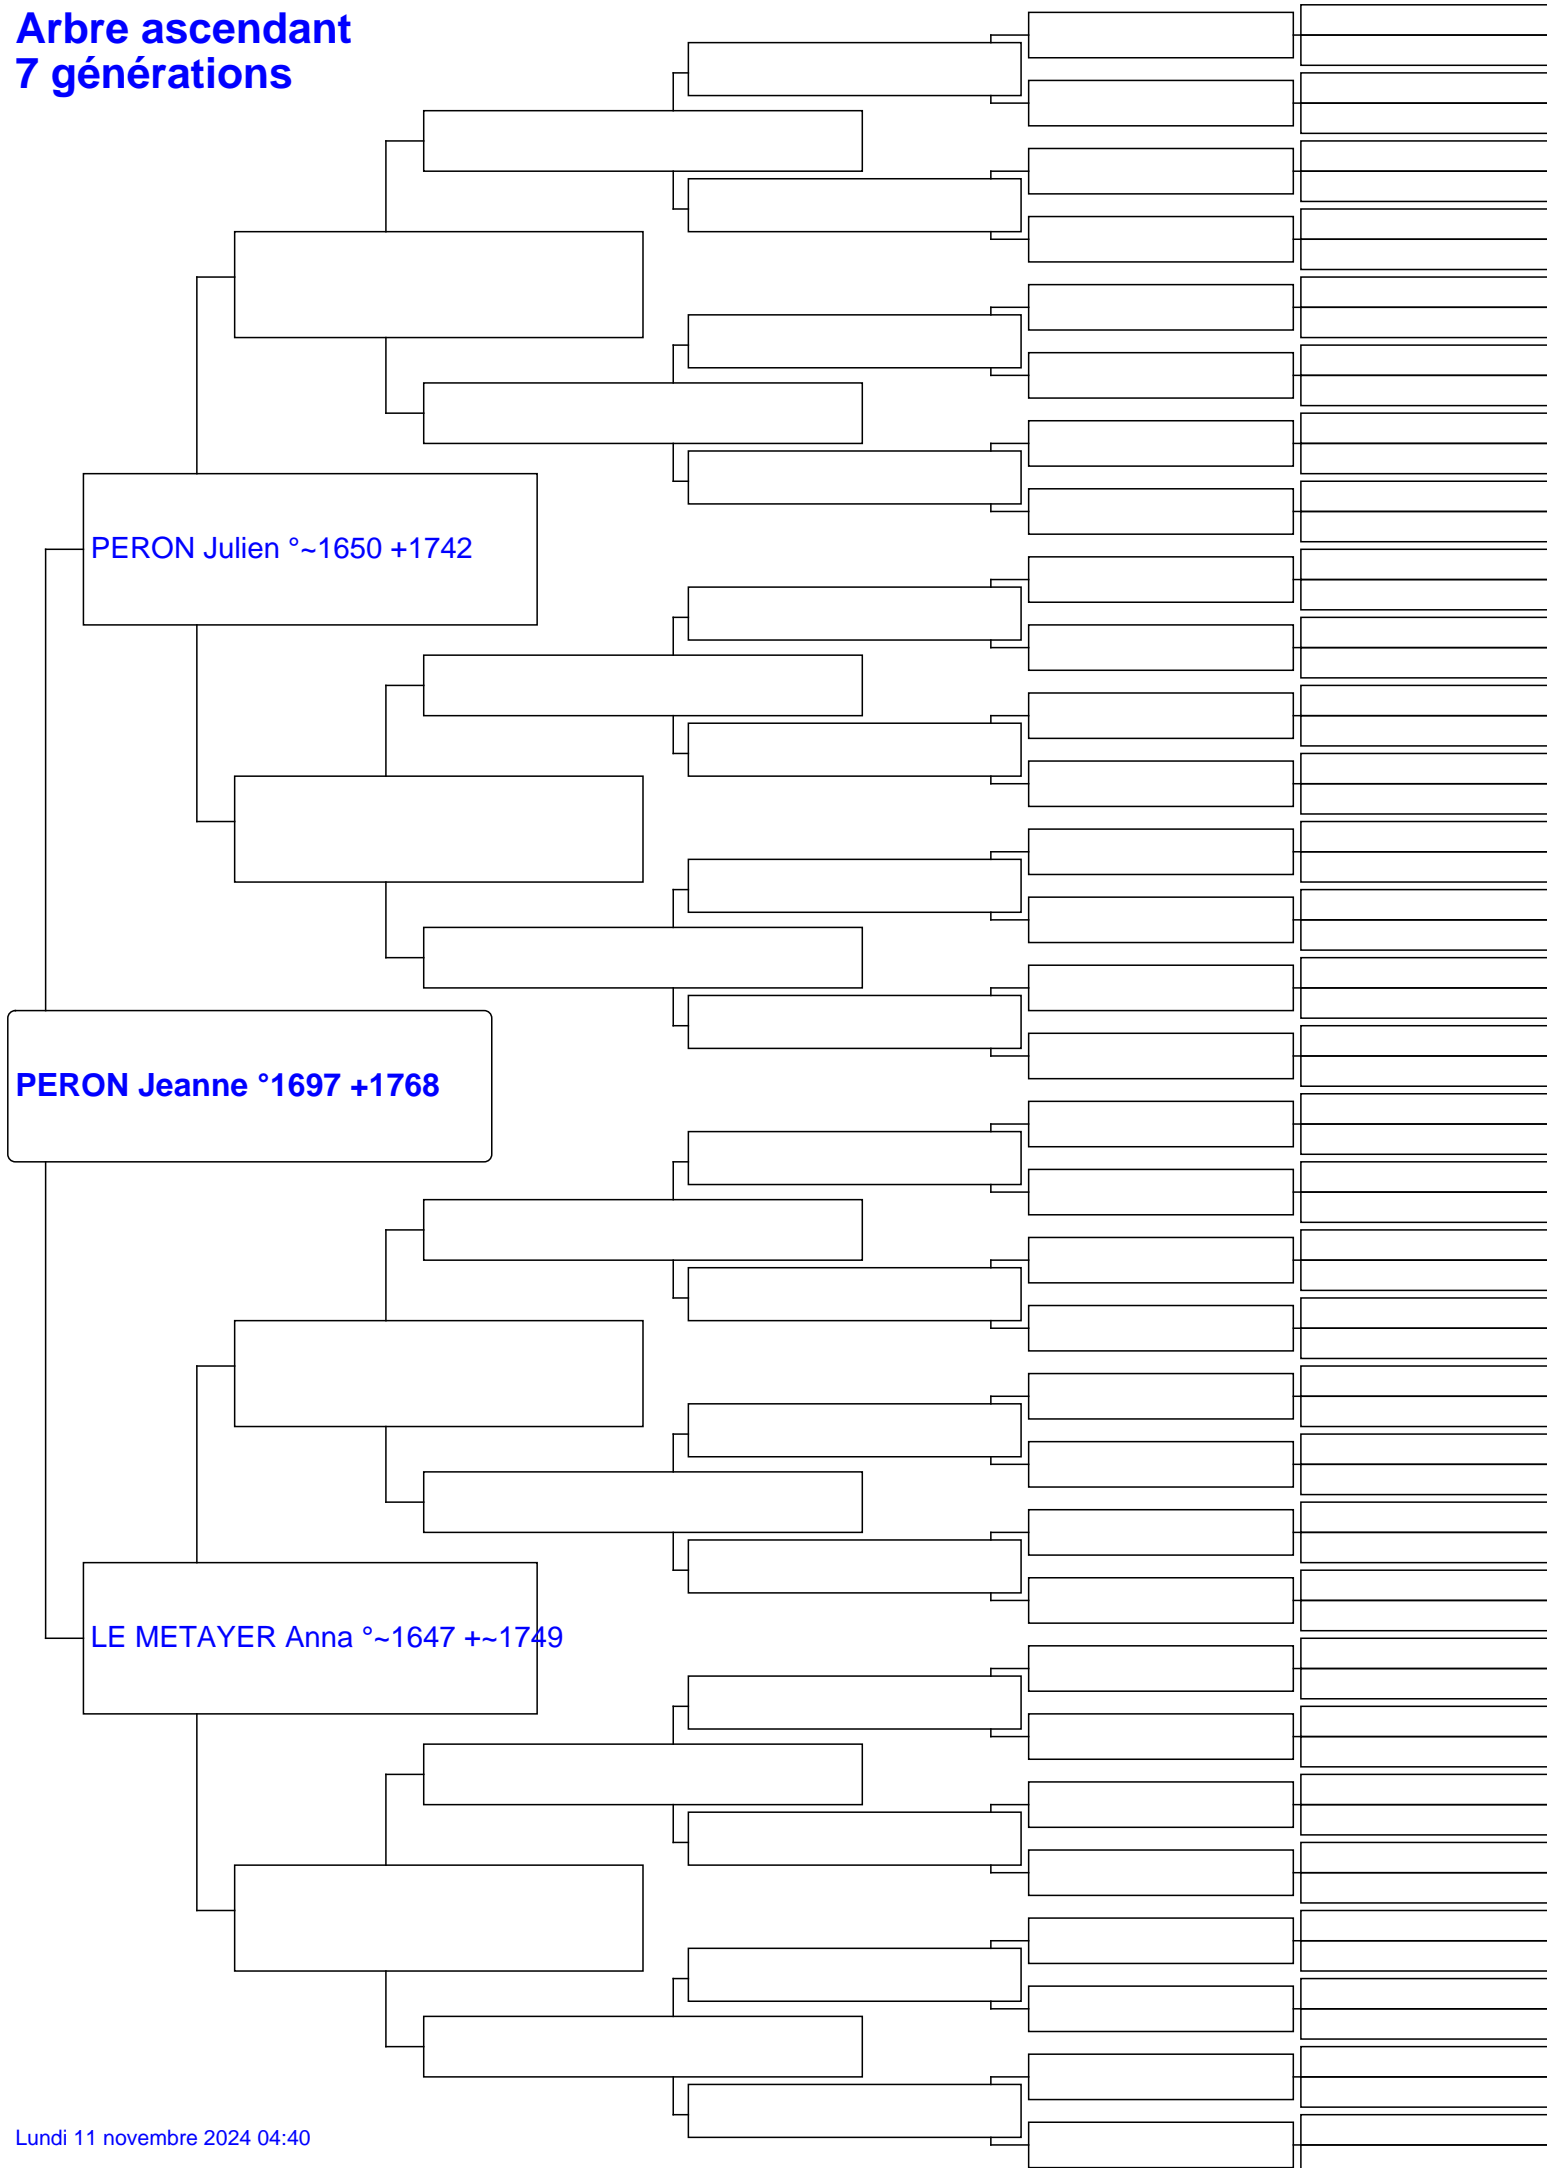 Arbre ascendant
7 générations
PERON Julien °~1650 +1742
PERON Jeanne °1697 +1768
LE METAYER Anna °~1647 +~1749
Lundi 11 novembre 2024 04:40